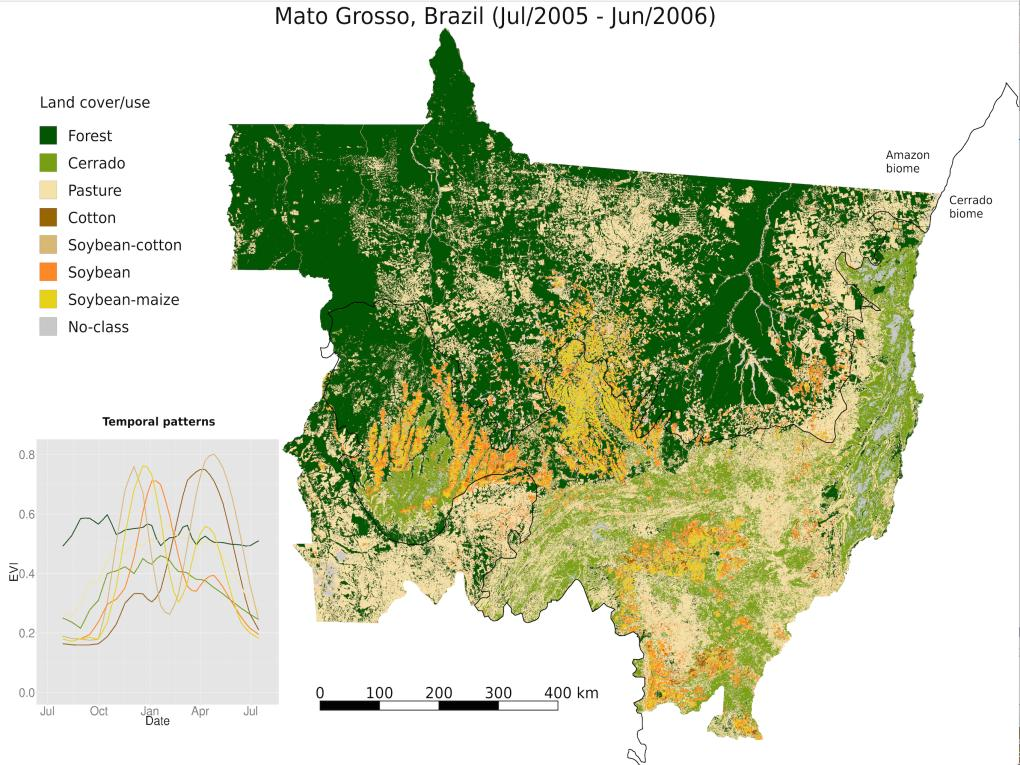 Mato Grosso, Brazil (Jul/2005 - Jun/2006)
Land cover/use
Forest
Cerrado
Pasture
Cotton
Soybean-cotton
Soybean
Soybean-maize
No-class
Amazon
biome
Cerrado
biome
Temporal patterns
0.8
0.6
0.4
0.2
0.0
EVI
Jul Oct Jan Apr Jul
Date
0 100 200 300 400 km